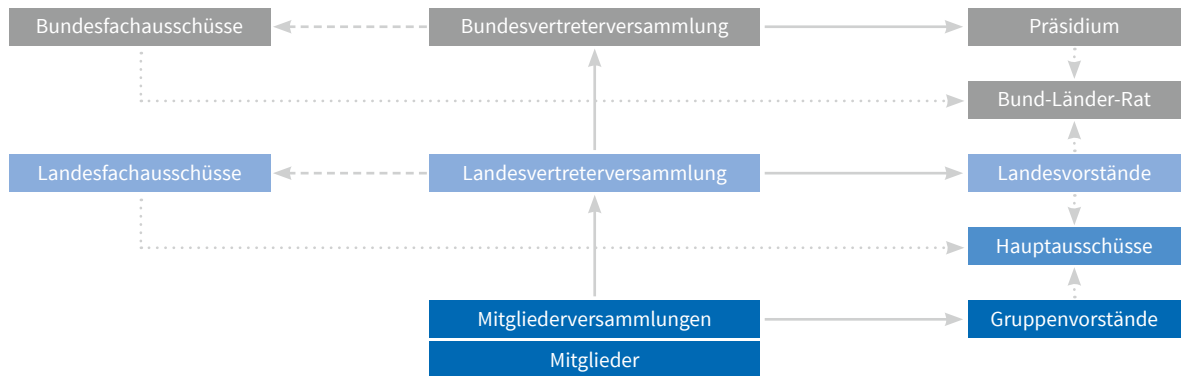 Bundesfachausschüsse
Bundesvertreterversammlung
Präsidium
Bund-Länder-Rat
Landesfachausschüsse
Landesvertreterversammlung
Landesvorstände
Hauptausschüsse
Mitgliederversammlungen
Gruppenvorstände
Mitglieder